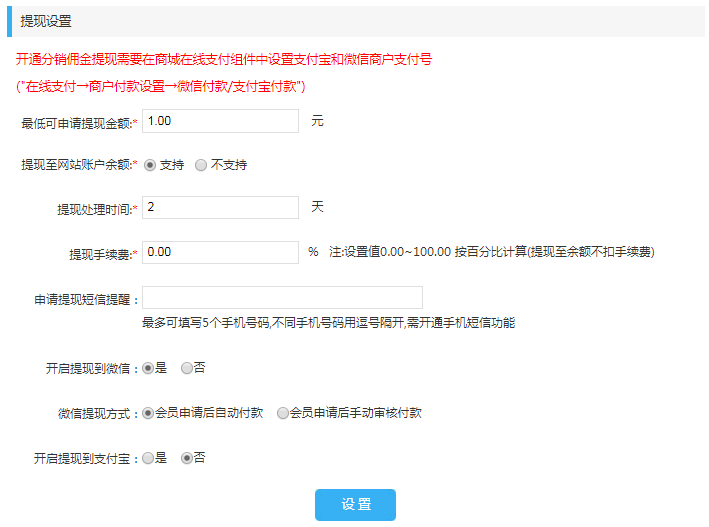 提现设置
开通分销佣金提现需要在商城在线支付组件中设置支付宝和微信商户支付号
("在线支付→商户付款设置→微信付款/支付宝付款")
最低可申请提现金额:* 1.00 元
提现至网站账户余额:* 支持 不支持
提现处理时间:* 2 天
提现手续费:* 0.00 % 注:设置值0.00~100.00 按百分比计算(提现至余额不扣手续费)
申请提现短信提醒：
最多可填写5个手机号码,不同手机号码用逗号隔开,需开通手机短信功能
开启提现到微信：是 否
微信提现方式：会员申请后自动付款 会员申请后手动审核付款
开启提现到支付宝：是 否
设置